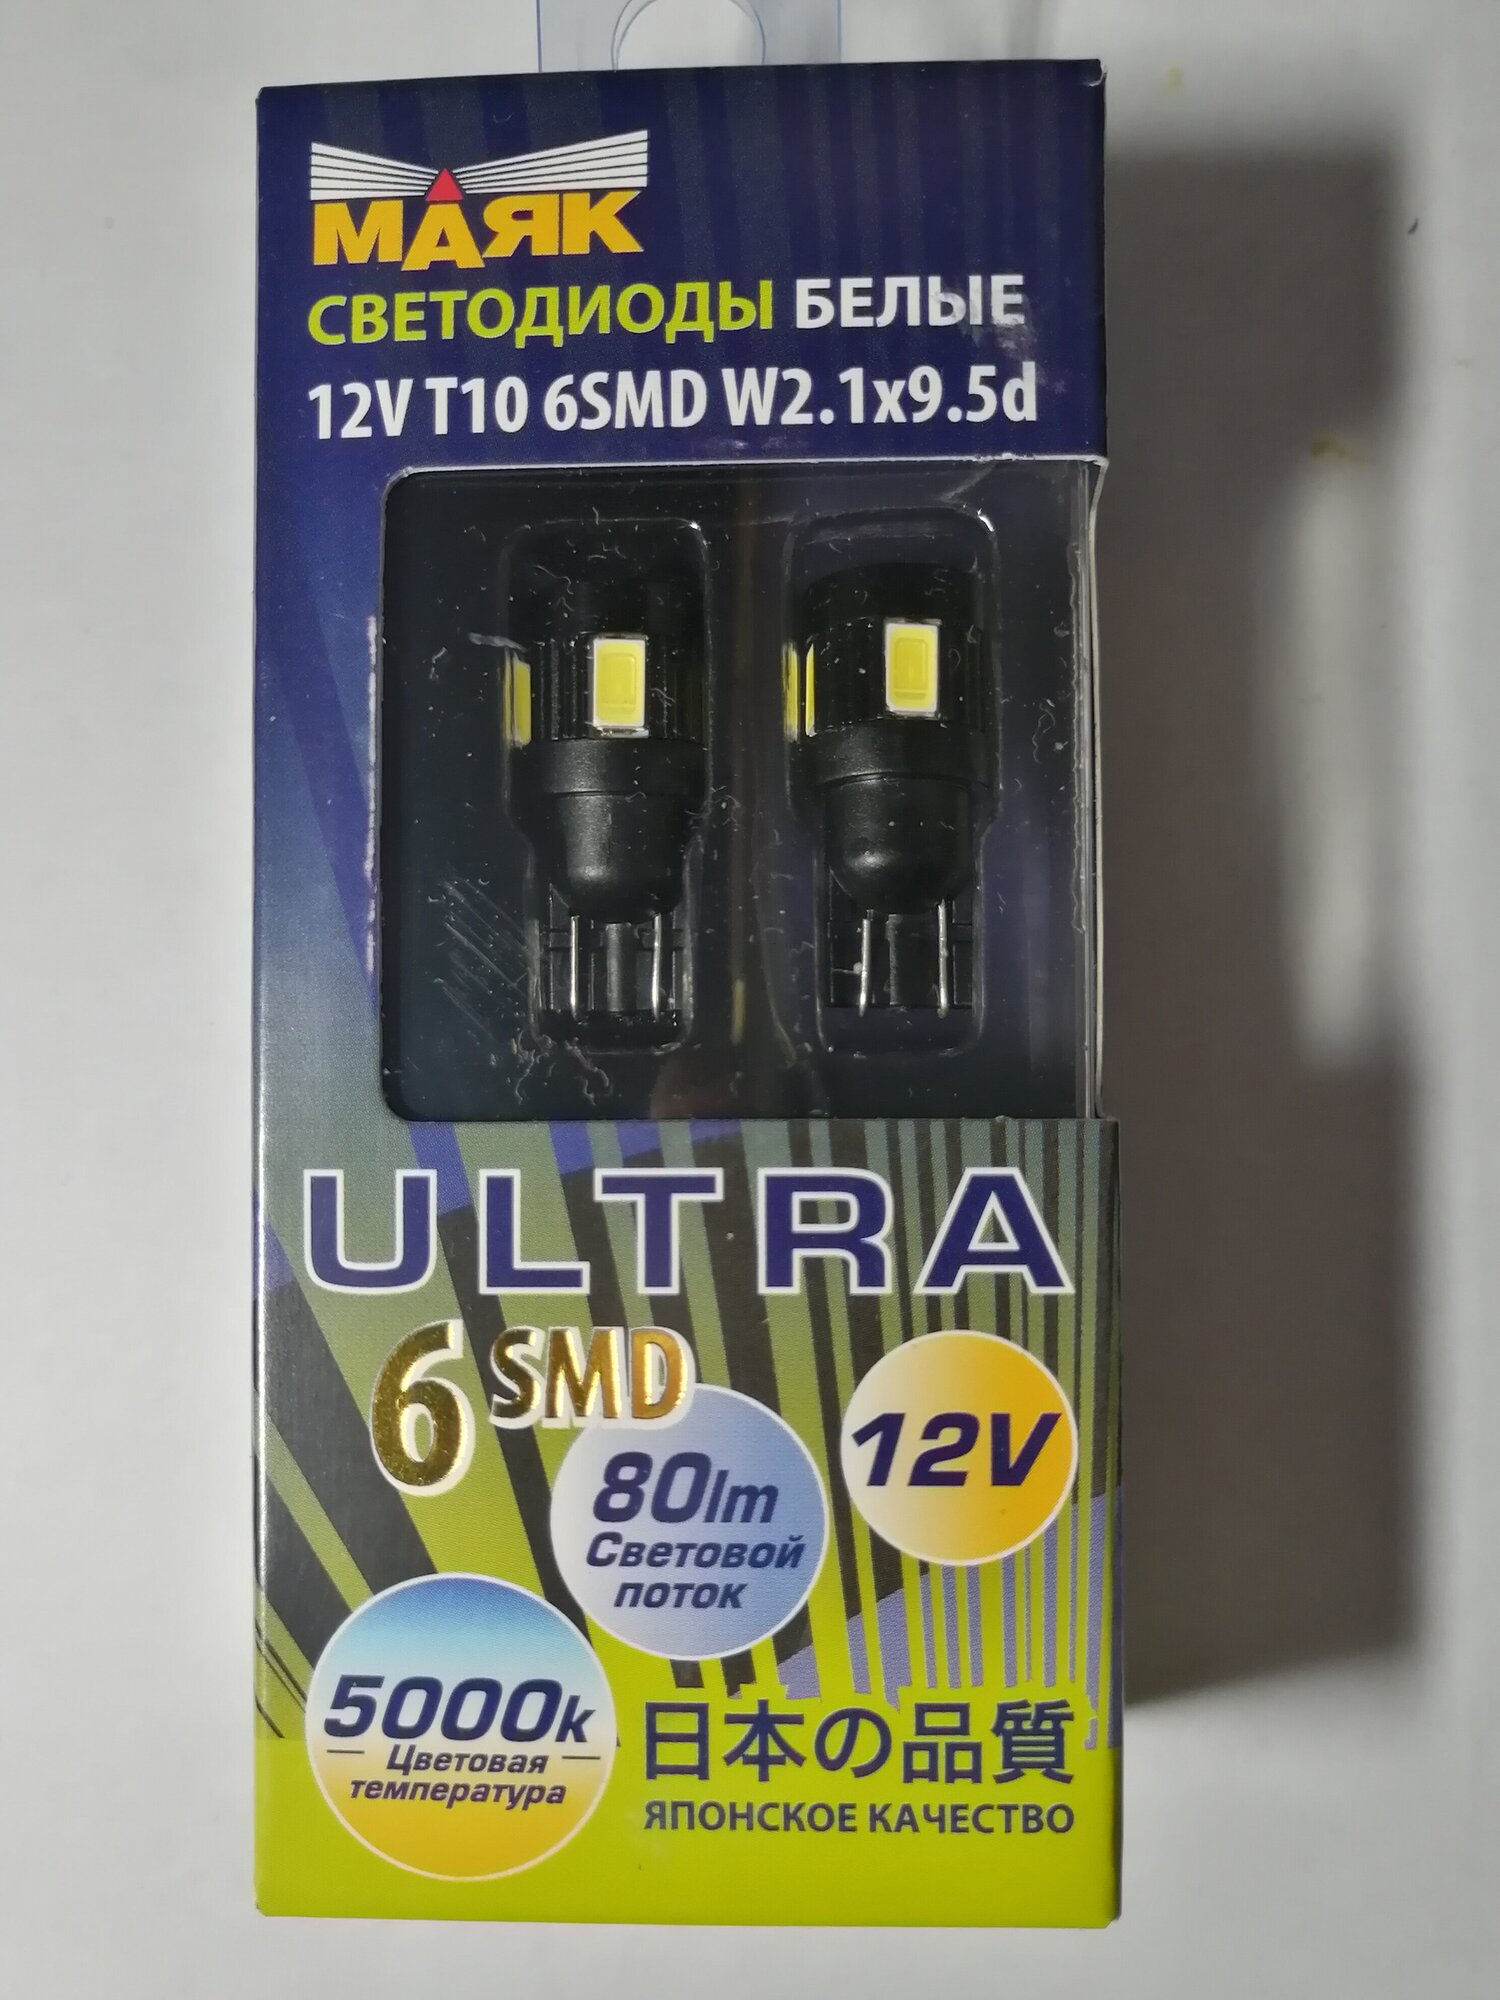 МАЯК
СВЕТОДИОДЫ БЕЛЫЕ
12V T10 6SMD W2.1x9.5d
ULTRA
6 SMD
12V
80lm
Световой
поток
5000k
Цветовая
температура
日本の品質
ЯПОНСКОЕ КАЧЕСТВО